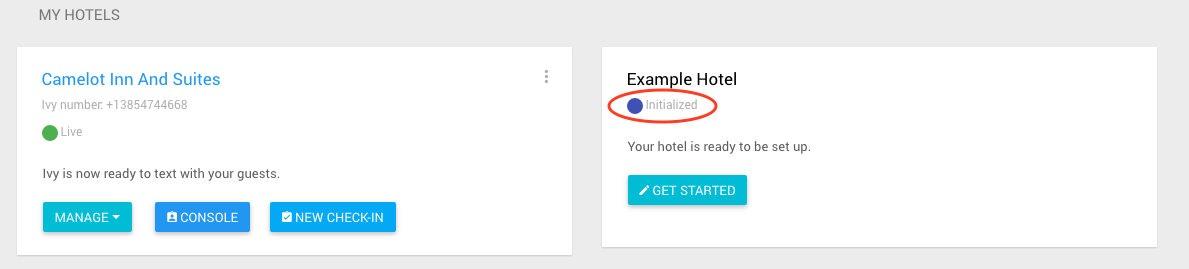 MY HOTELS
Camelot Inn And Suites
Ivy number: +13854744668
Live
Ivy is now ready to text with your guests.
MANAGE
CONSOLE
NEW CHECK-IN
Example Hotel
Initialized
Your hotel is ready to be set up.
GET STARTED